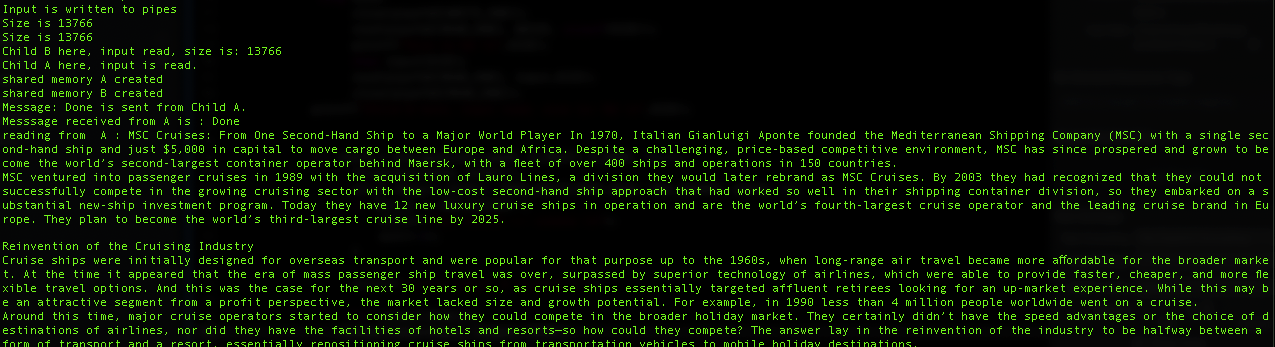 Input is written to pipes
Size is 13766
Size is 13766
Child B here, input read, size is: 13766
Child A here, input is read.
shared memory A created
shared memory B created
Message: Done is sent from Child A.
Messsage received from A is : Done
reading from  A : MSC Cruises: From One Second-Hand Ship to a Major World Player In 1970, Italian Gianluigi Aponte founded the Mediterranean Shipping Company (MSC) with a single sec
ond-hand ship and just $5,000 in capital to move cargo between Europe and Africa. Despite a challenging, price-based competitive environment, MSC has since prospered and grown to be
come the world’s second-largest container operator behind Maersk, with a fleet of over 400 ships and operations in 150 countries.
MSC ventured into passenger cruises in 1989 with the acquisition of Lauro Lines, a division they would later rebrand as MSC Cruises. By 2003 they had recognized that they could not
successfully compete in the growing cruising sector with the low-cost second-hand ship approach that had worked so well in their shipping container division, so they embarked on a s
ubstantial new-ship investment program. Today they have 12 new luxury cruise ships in operation and are the world’s fourth-largest cruise operator and the leading cruise brand in Eu
rope. They plan to become the world’s third-largest cruise line by 2025.
Reinvention of the Cruising Industry
Cruise ships were initially designed for overseas transport and were popular for that purpose up to the 1960s, when long-range air travel became more affordable for the broader marke
t. At the time it appeared that the era of mass passenger ship travel was over, surpassed by superior technology of airlines, which were able to provide faster, cheaper, and more fle
xible travel options. And this was the case for the next 30 years or so, as cruise ships essentially targeted affluent retirees looking for an up-market experience. While this may b
e an attractive segment from a profit perspective, the market lacked size and growth potential. For example, in 1990 less than 4 million people worldwide went on a cruise.
Around this time, major cruise operators started to consider how they could compete in the broader holiday market. They certainly didn’t have the speed advantages or the choice of d
estinations of airlines, nor did they have the facilities of hotels and resorts—so how could they compete? The answer lay in the reinvention of the industry to be halfway between a
form of transport and a resort, essentially repositioning cruise ships from transportation vehicles to mobile holiday destinations.